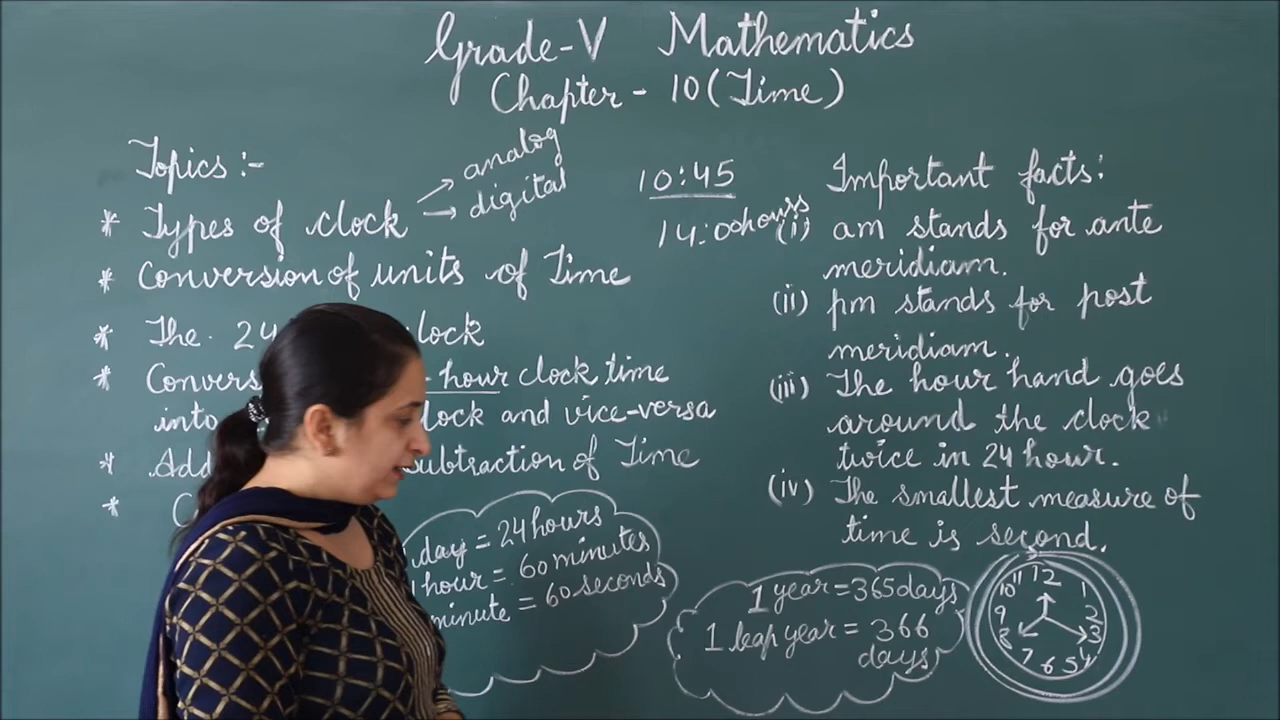 Grade-V Mathematics
Chapter - 10 (Time)
Topics :-
* Types of clock
analog
digital
* Conversion of units of Time
* The 24 clock
* Convers -hour clock time
into lock and vice-versa
* Add ubtraction of Time
* C
10:45
14:00hours
day = 24 hours
1 hour = 60 minutes
minute = 60 seconds
Important facts:
(i) am stands for ante
meridiam.
(ii) pm stands for post
meridiam.
(iii) The hour hand goes
around the clock
twice in 24 hour.
(iv) The smallest measure of
time is second.
1 year = 365 days
1 leap year = 366
days
12
1
2
3
4
5
6
7
8
9
10
11